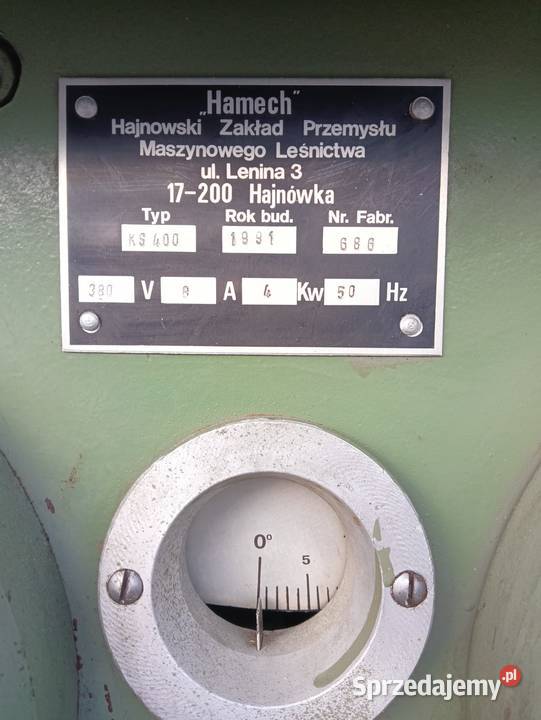 „Hamech"
Hajnowski Zakład Przemysłu
Maszynowego Leśnictwa
ul. Lenina 3
17-200 Hajnówka
Typ Rok bud. Nr. Fabr.
KS 400 1991 686
380 V 8 A 4 Kw 50 Hz
0° 5
Sprzedajemy.pl